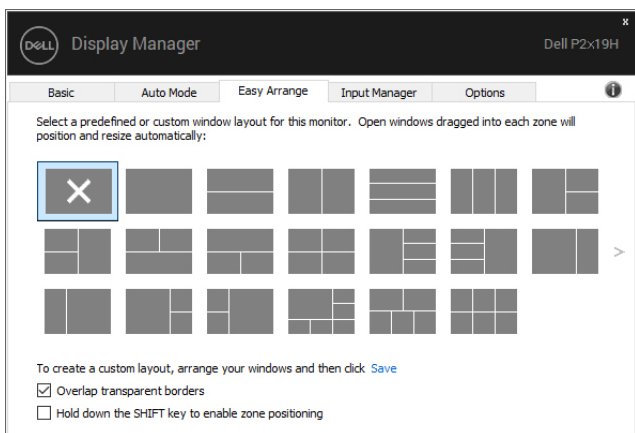 DELL Display Manager
x
Dell P2x19H
Basic Auto Mode Easy Arrange Input Manager Options
Select a predefined or custom window layout for this monitor. Open windows dragged into each zone will
position and resize automatically:
To create a custom layout, arrange your windows and then click Save
Overlap transparent borders
Hold down the SHIFT key to enable zone positioning